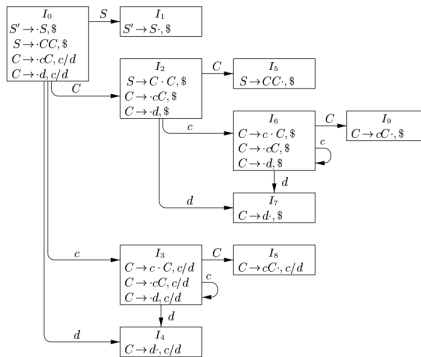 I₀
S′ → ·S, $
S → ·CC, $
C → ·cC, c/d
C → ·d, c/d
S
I₁
S′ → S·, $
C
I₂
S → C · C, $
C → ·cC, $
C → ·d, $
C
I₅
S → CC·, $
c
I₆
C → c · C, $
C → ·cC, $
C → ·d, $
C
I₉
C → cC·, $
c
d
d
I₇
C → d·, $
c
I₃
C → c · C, c/d
C → ·cC, c/d
C → ·d, c/d
C
I₈
C → cC·, c/d
c
d
d
I₄
C → d·, c/d